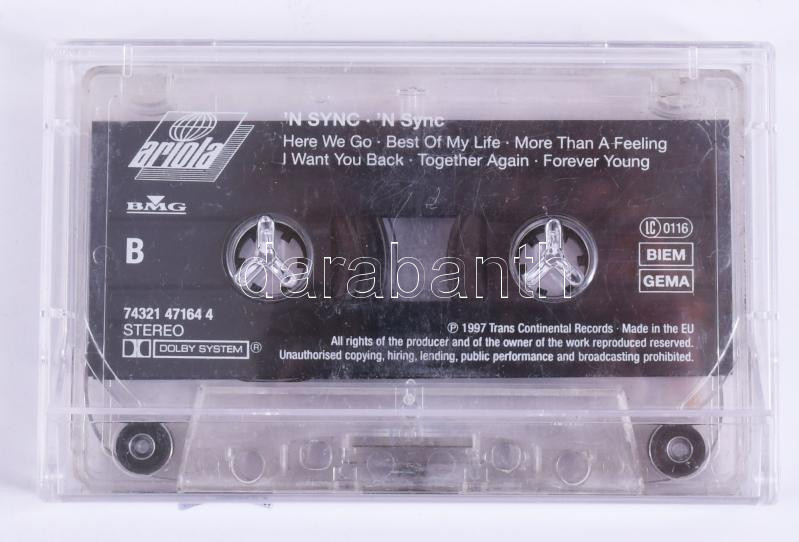 'N SYNC · 'N Sync
ariola
Here We Go · Best Of My Life · More Than A Feeling
I Want You Back · Together Again · Forever Young
BMG
B
LC 0116
BIEM
GEMA
74321 47164 4
STEREO
DOLBY SYSTEM ®
℗ 1997 Trans Continental Records · Made in the EU
All rights of the producer and of the owner of the work reproduced reserved.
Unauthorised copying, hiring, lending, public performance and broadcasting prohibited.
darabanth